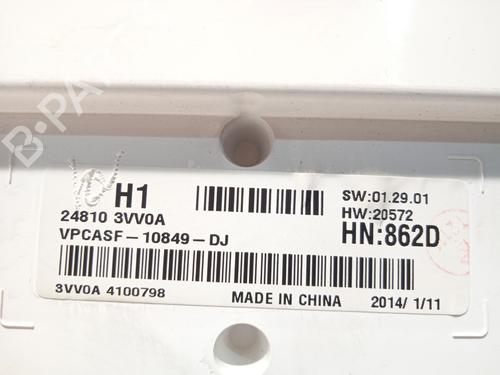 B-PARTS
H1
SW:01.29.01
24810 3VV0A
HW:20572
VPCASF-10849-DJ
HN:862D
3VV0A 4100798
MADE IN CHINA
2014/ 1/11